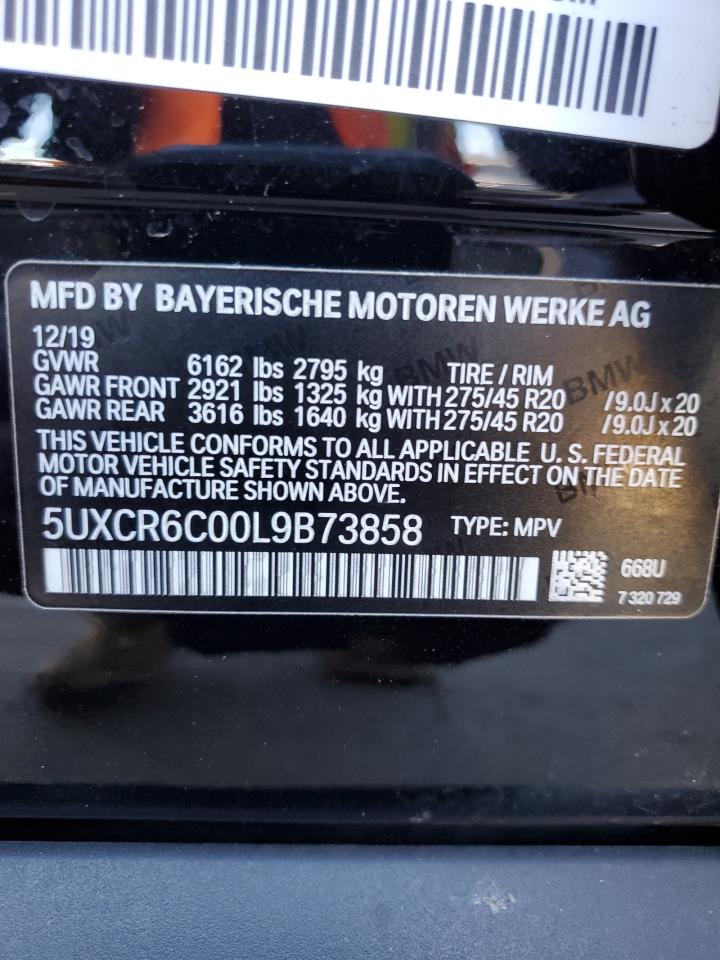 MFD BY BAYERISCHE MOTOREN WERKE AG
12/19
GVWR 6162 lbs 2795 kg TIRE / RIM
GAWR FRONT 2921 lbs 1325 kg WITH 275/45 R20 /9.0J x 20
GAWR REAR 3616 lbs 1640 kg WITH 275/45 R20 /9.0J x 20
THIS VEHICLE CONFORMS TO ALL APPLICABLE U. S. FEDERAL
MOTOR VEHICLE SAFETY STANDARDS IN EFFECT ON THE DATE
OF MANUFACTURE SHOWN ABOVE.
5UXCR6C00L9B73858 TYPE: MPV
668U
7 320 729